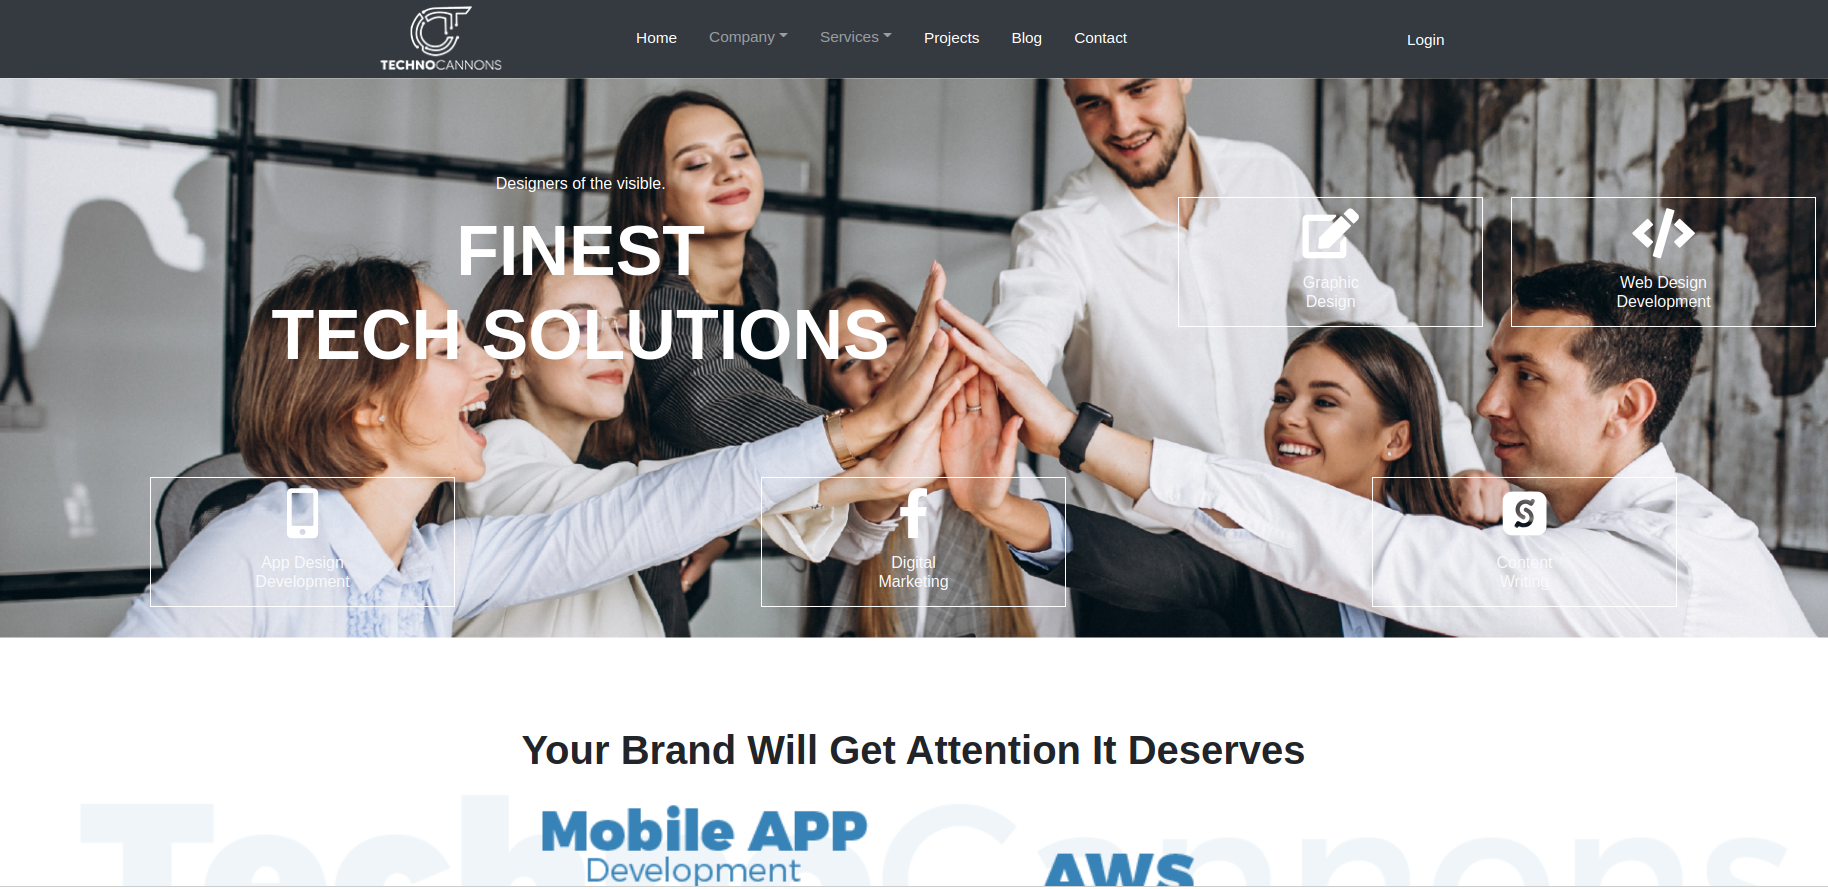 TECHNOCANNONS
Home
Company
Services
Projects
Blog
Contact
Login
Designers of the visible.
FINEST
TECH SOLUTIONS
Graphic
Design
Web Design
Development
App Design
Development
Digital
Marketing
Content
Writing
Your Brand Will Get Attention It Deserves
TechnoCannons
Mobile APP
Development
AWS